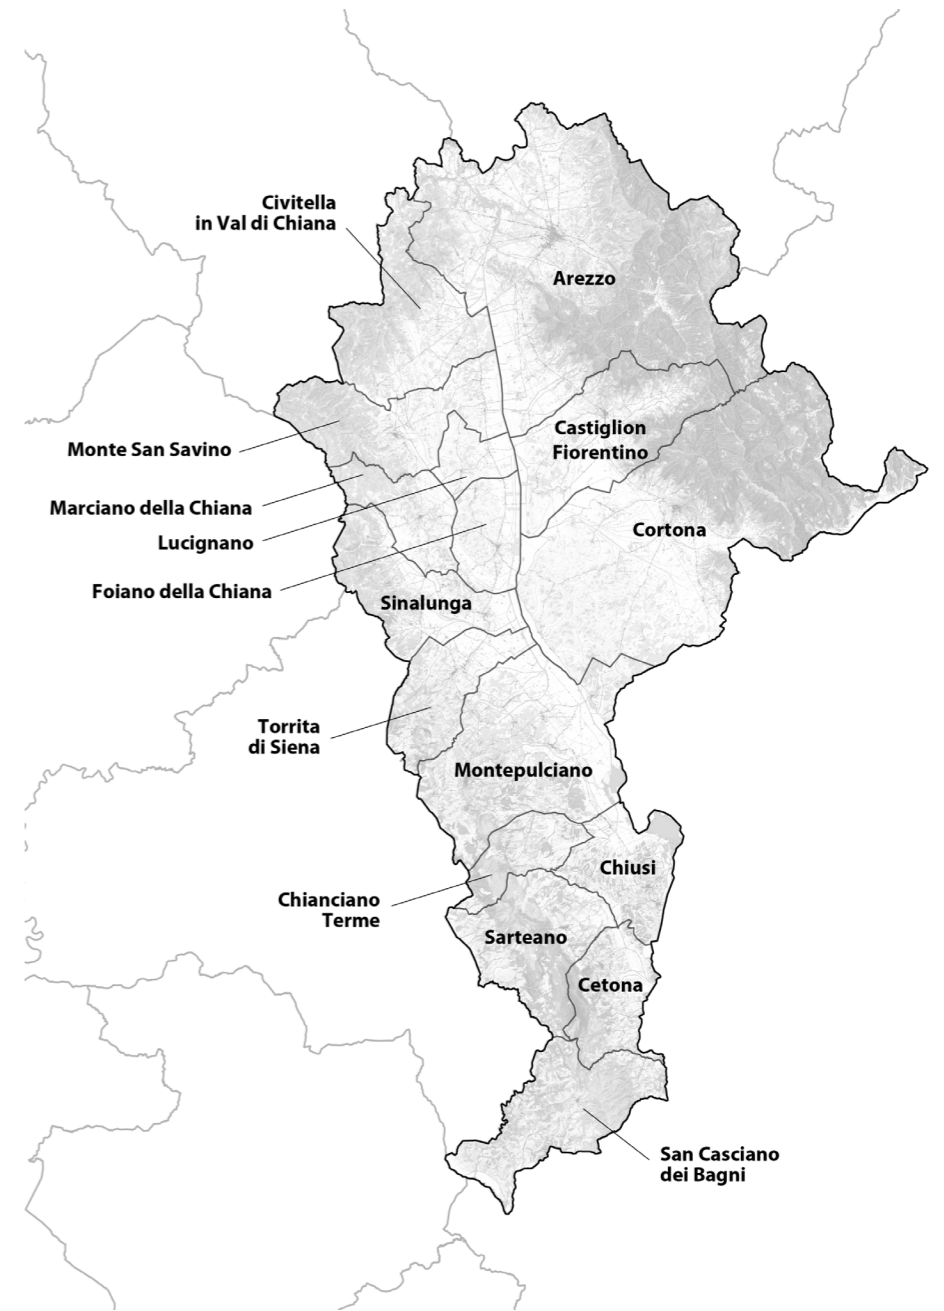 Civitella
in Val di Chiana
Arezzo
Castiglion
Fiorentino
Monte San Savino
Marciano della Chiana
Cortona
Lucignano
Foiano della Chiana
Sinalunga
Torrita
di Siena
Montepulciano
Chiusi
Chianciano
Terme
Sarteano
Cetona
San Casciano
dei Bagni